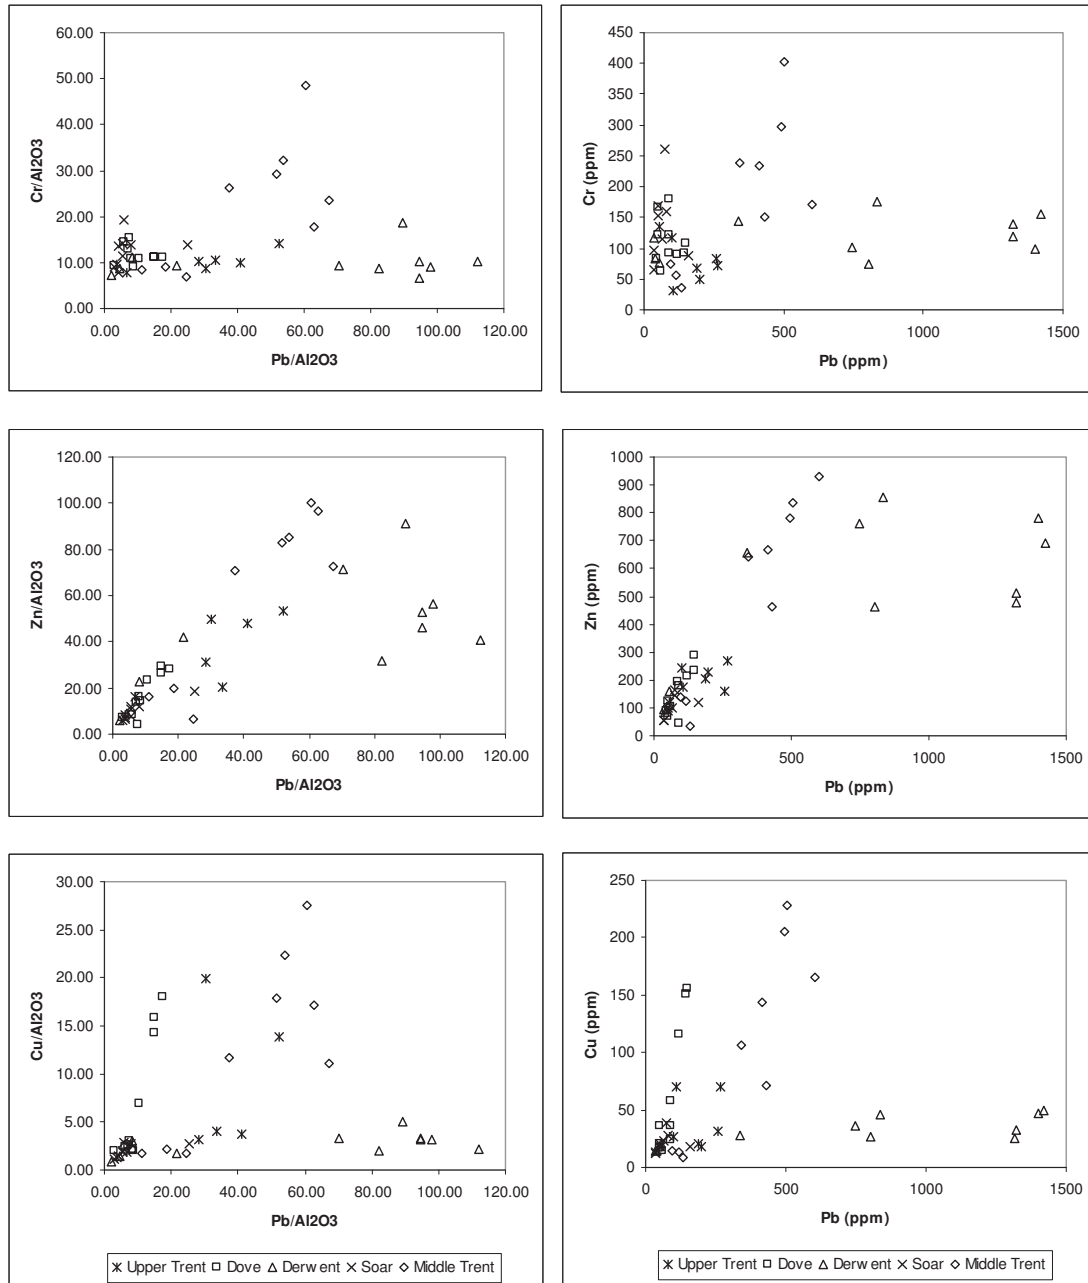 60.00
50.00
40.00
30.00
20.00
10.00
0.00
Cr/Al2O3
0.00 20.00 40.00 60.00 80.00 100.00 120.00
Pb/Al2O3
450
400
350
300
250
200
150
100
50
0
Cr (ppm)
0 500 1000 1500
Pb (ppm)
120.00
100.00
80.00
60.00
40.00
20.00
0.00
Zn/Al2O3
0.00 20.00 40.00 60.00 80.00 100.00 120.00
Pb/Al2O3
1000
900
800
700
600
500
400
300
200
100
0
Zn (ppm)
0 500 1000 1500
Pb (ppm)
30.00
25.00
20.00
15.00
10.00
5.00
0.00
Cu/Al2O3
0.00 20.00 40.00 60.00 80.00 100.00 120.00
Pb/Al2O3
Upper Trent Dove Derwent Soar Middle Trent
250
200
150
100
50
0
Cu (ppm)
0 500 1000 1500
Pb (ppm)
Upper Trent Dove Derwent Soar Middle Trent